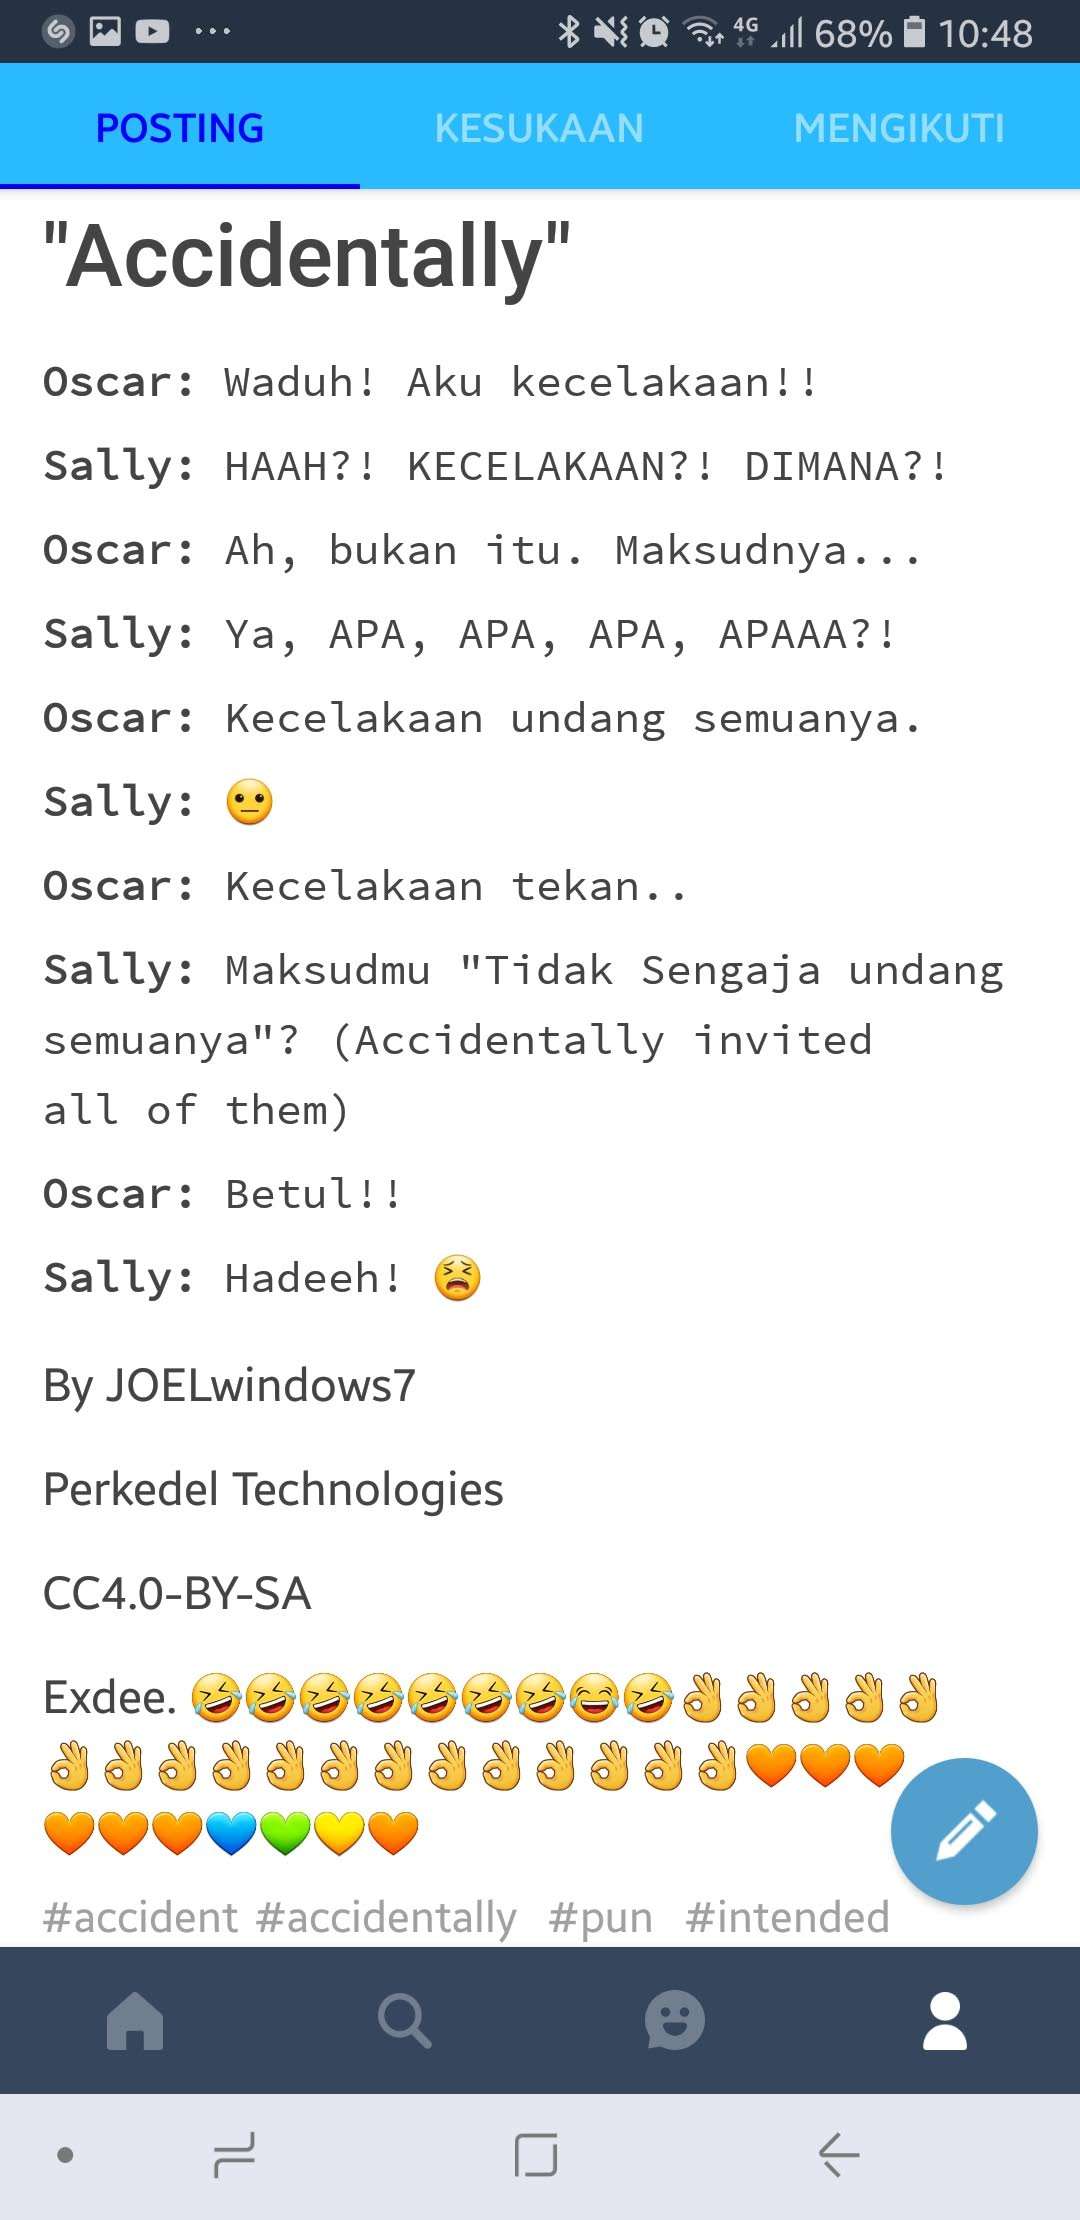 4G 68% 10:48
POSTING KESUKAAN MENGIKUTI
"Accidentally"
Oscar: Waduh! Aku kecelakaan!!
Sally: HAAH?! KECELAKAAN?! DIMANA?!
Oscar: Ah, bukan itu. Maksudnya...
Sally: Ya, APA, APA, APA, APAAA?!
Oscar: Kecelakaan undang semuanya.
Sally: 😐
Oscar: Kecelakaan tekan..
Sally: Maksudmu "Tidak Sengaja undang
semuanya"? (Accidentally invited
all of them)
Oscar: Betul!!
Sally: Hadeeh! 😫
By JOELwindows7
Perkedel Technologies
CC4.0-BY-SA
Exdee. 🤣🤣🤣🤣🤣🤣🤣😂🤣👌👌👌👌👌
👌👌👌👌👌👌👌👌👌👌👌👌👌🧡🧡🧡
🧡🧡🧡💙💚💛🧡
#accident #accidentally #pun #intended